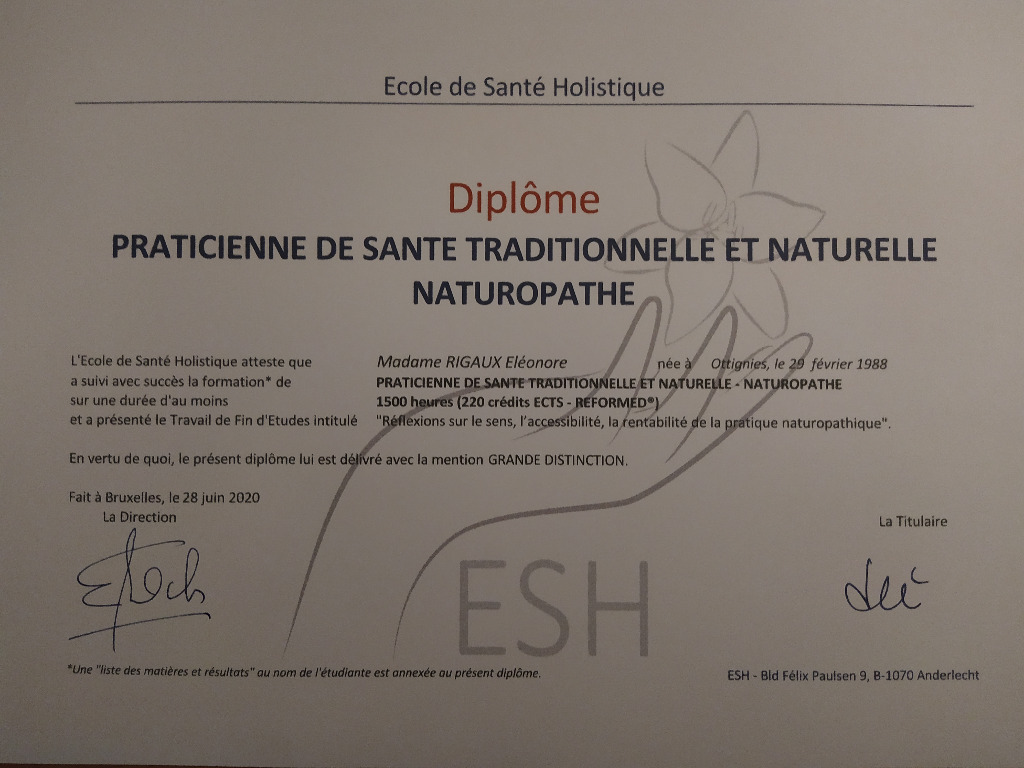 Ecole de Santé Holistique
Diplôme
PRATICIENNE DE SANTE TRADITIONNELLE ET NATURELLE
NATUROPATHE
L'Ecole de Santé Holistique atteste que Madame RIGAUX Eléonore née à Ottignies, le 29 février 1988
a suivi avec succès la formation* de PRATICIENNE DE SANTE TRADITIONNELLE ET NATURELLE - NATUROPATHE
sur une durée d'au moins 1500 heures (220 crédits ECTS - REFORMED®)
et a présenté le Travail de Fin d'Etudes intitulé "Réflexions sur le sens, l'accessibilité, la rentabilité de la pratique naturopathique".
En vertu de quoi, le présent diplôme lui est délivré avec la mention GRANDE DISTINCTION.
Fait à Bruxelles, le 28 juin 2020
La Direction
La Titulaire
ESH
*Une "liste des matières et résultats" au nom de l'étudiante est annexée au présent diplôme.
ESH - Bld Félix Paulsen 9, B-1070 Anderlecht